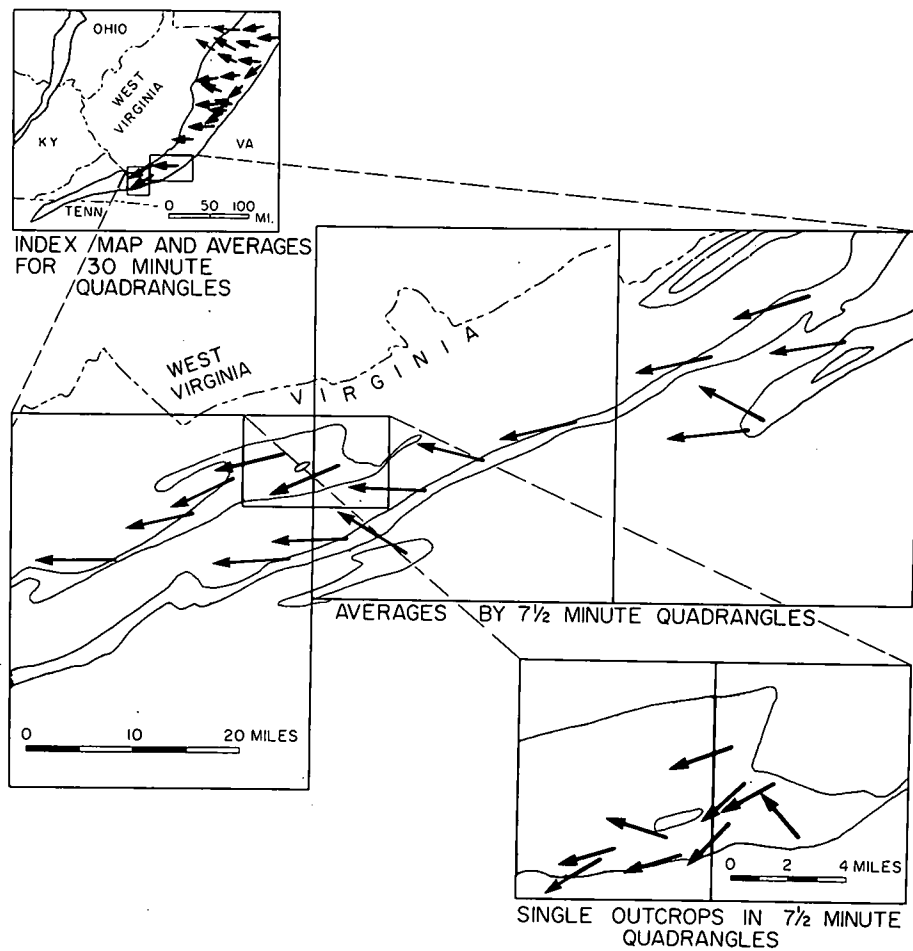 OHIO
WEST
VIRGINIA
KY
VA
TENN
0 50 100
MI.
INDEX MAP AND AVERAGES
FOR 30 MINUTE
QUADRANGLES
WEST
VIRGINIA
VIRGINIA
AVERAGES BY 7½ MINUTE QUADRANGLES
0 10 20 MILES
0 2 4 MILES
SINGLE OUTCROPS IN 7½ MINUTE
QUADRANGLES